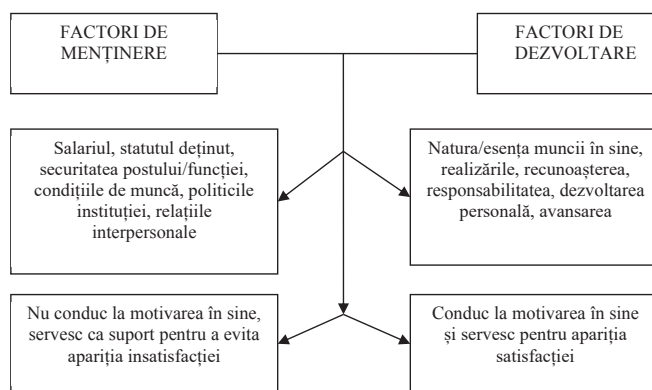 FACTORI DE
MENȚINERE
FACTORI DE
DEZVOLTARE
Salariul, statutul deținut,
securitatea postului/funcției,
condițiile de muncă, politicile
instituției, relațiile
interpersonale
Natura/esența muncii în sine,
realizările, recunoașterea,
responsabilitatea, dezvoltarea
personală, avansarea
Nu conduc la motivarea în sine,
servesc ca suport pentru a evita
apariția insatisfacției
Conduc la motivarea în sine
și servesc pentru apariția
satisfacției